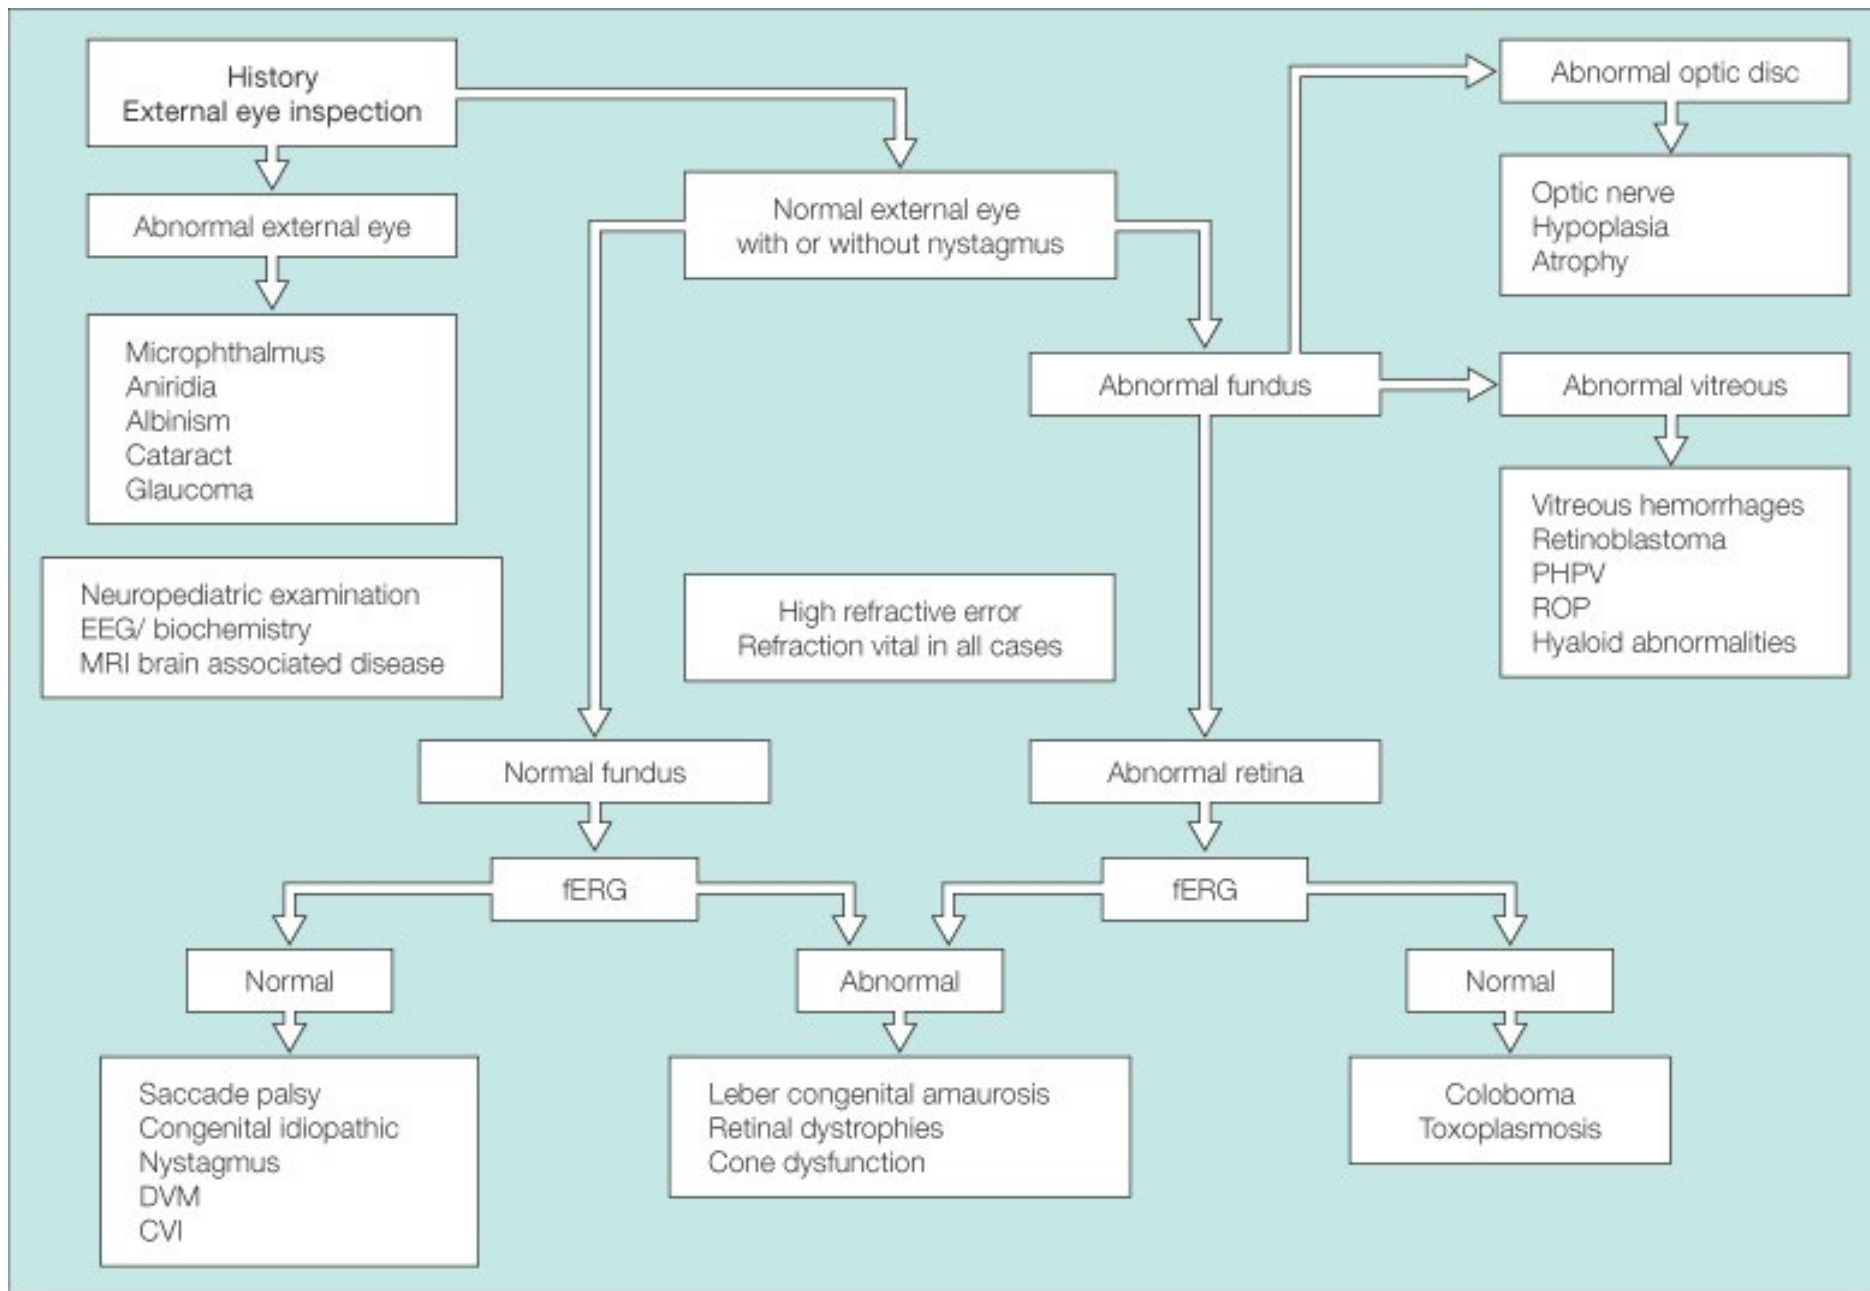 History
External eye inspection
Abnormal external eye
Microphthalmus
Aniridia
Albinism
Cataract
Glaucoma
Neuropediatric examination
EEG/ biochemistry
MRI brain associated disease
Normal external eye
with or without nystagmus
High refractive error
Refraction vital in all cases
Abnormal fundus
Abnormal optic disc
Optic nerve
Hypoplasia
Atrophy
Abnormal vitreous
Vitreous hemorrhages
Retinoblastoma
PHPV
ROP
Hyaloid abnormalities
Normal fundus
Abnormal retina
fERG
fERG
Normal
Abnormal
Normal
Saccade palsy
Congenital idiopathic
Nystagmus
DVM
CVI
Leber congenital amaurosis
Retinal dystrophies
Cone dysfunction
Coloboma
Toxoplasmosis